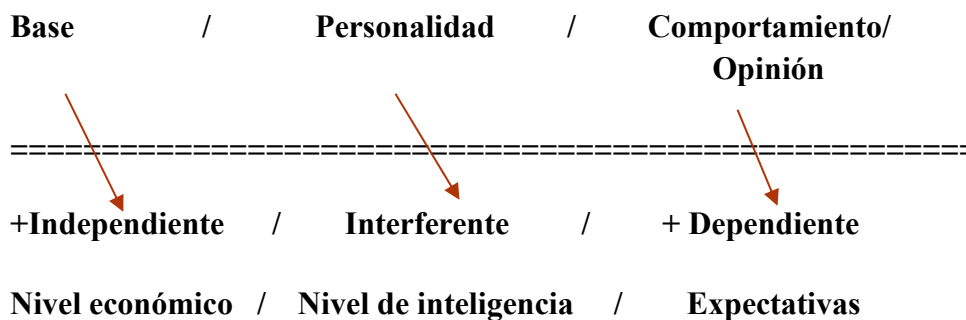 Base / Personalidad / Comportamiento/
Opinión
==========================================================
+Independiente / Interferente / + Dependiente
Nivel económico / Nivel de inteligencia / Expectativas